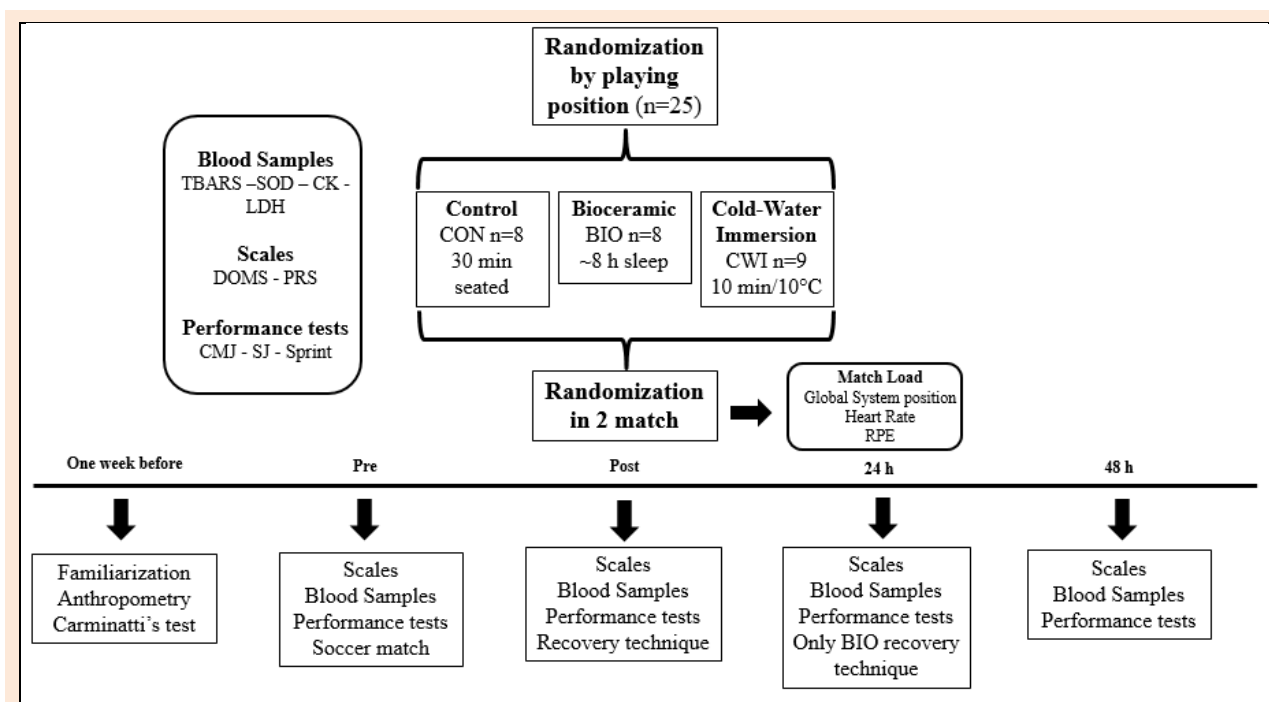 Randomization
by playing
position (n=25)
Blood Samples
TBARS –SOD – CK -
LDH
Scales
DOMS - PRS
Performance tests
CMJ - SJ - Sprint
Control
CON n=8
30 min
seated
Bioceramic
BIO n=8
~8 h sleep
Cold-Water
Immersion
CWI n=9
10 min/10°C
Randomization
in 2 match
Match Load
Global System position
Heart Rate
RPE
One week before
Pre
Post
24 h
48 h
Familiarization
Anthropometry
Carminatti´s test
Scales
Blood Samples
Performance tests
Soccer match
Scales
Blood Samples
Performance tests
Recovery technique
Scales
Blood Samples
Performance tests
Only BIO recovery
technique
Scales
Blood Samples
Performance tests